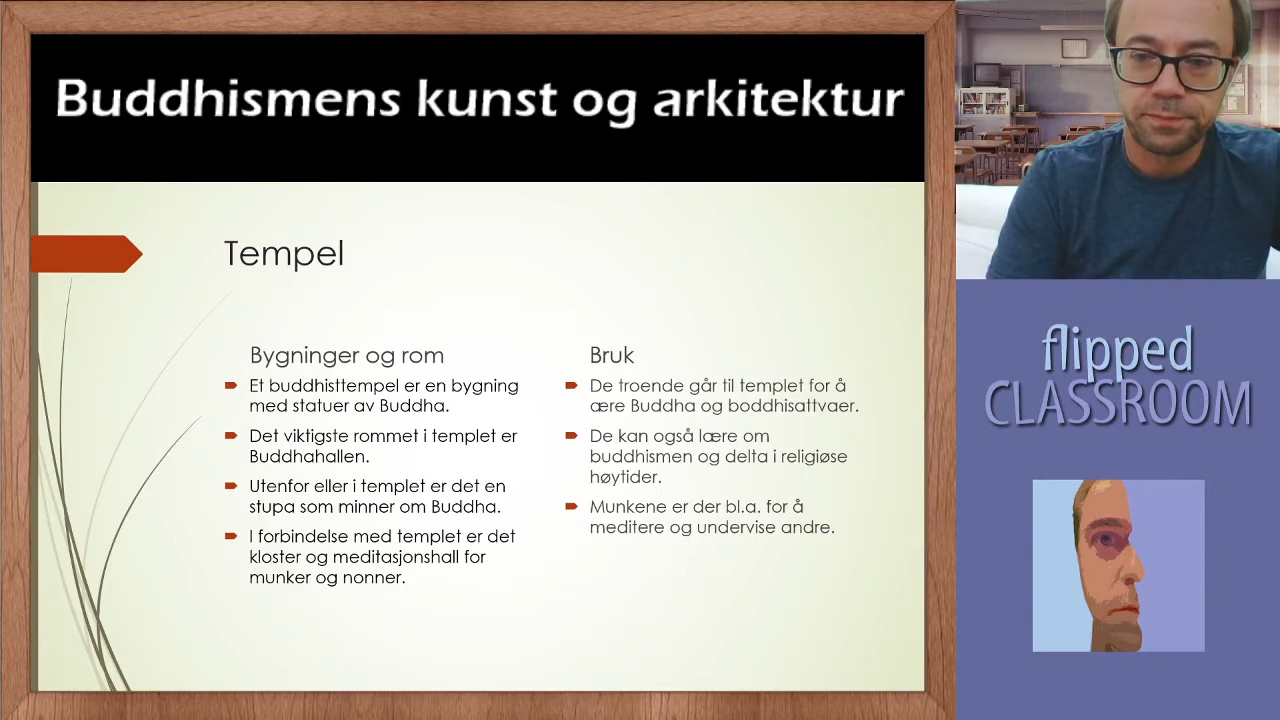 Buddhismens kunst og arkitektur
Tempel
Bygninger og rom
Et buddhisttempel er en bygning
med statuer av Buddha.
Det viktigste rommet i templet er
Buddhahallen.
Utenfor eller i templet er det en
stupa som minner om Buddha.
I forbindelse med templet er det
kloster og meditasjonshall for
munker og nonner.
Bruk
De troende går til templet for å
ære Buddha og boddhisattvaer.
De kan også lære om
buddhismen og delta i religiøse
høytider.
Munkene er der bl.a. for å
meditere og undervise andre.
flipped
CLASSROOM